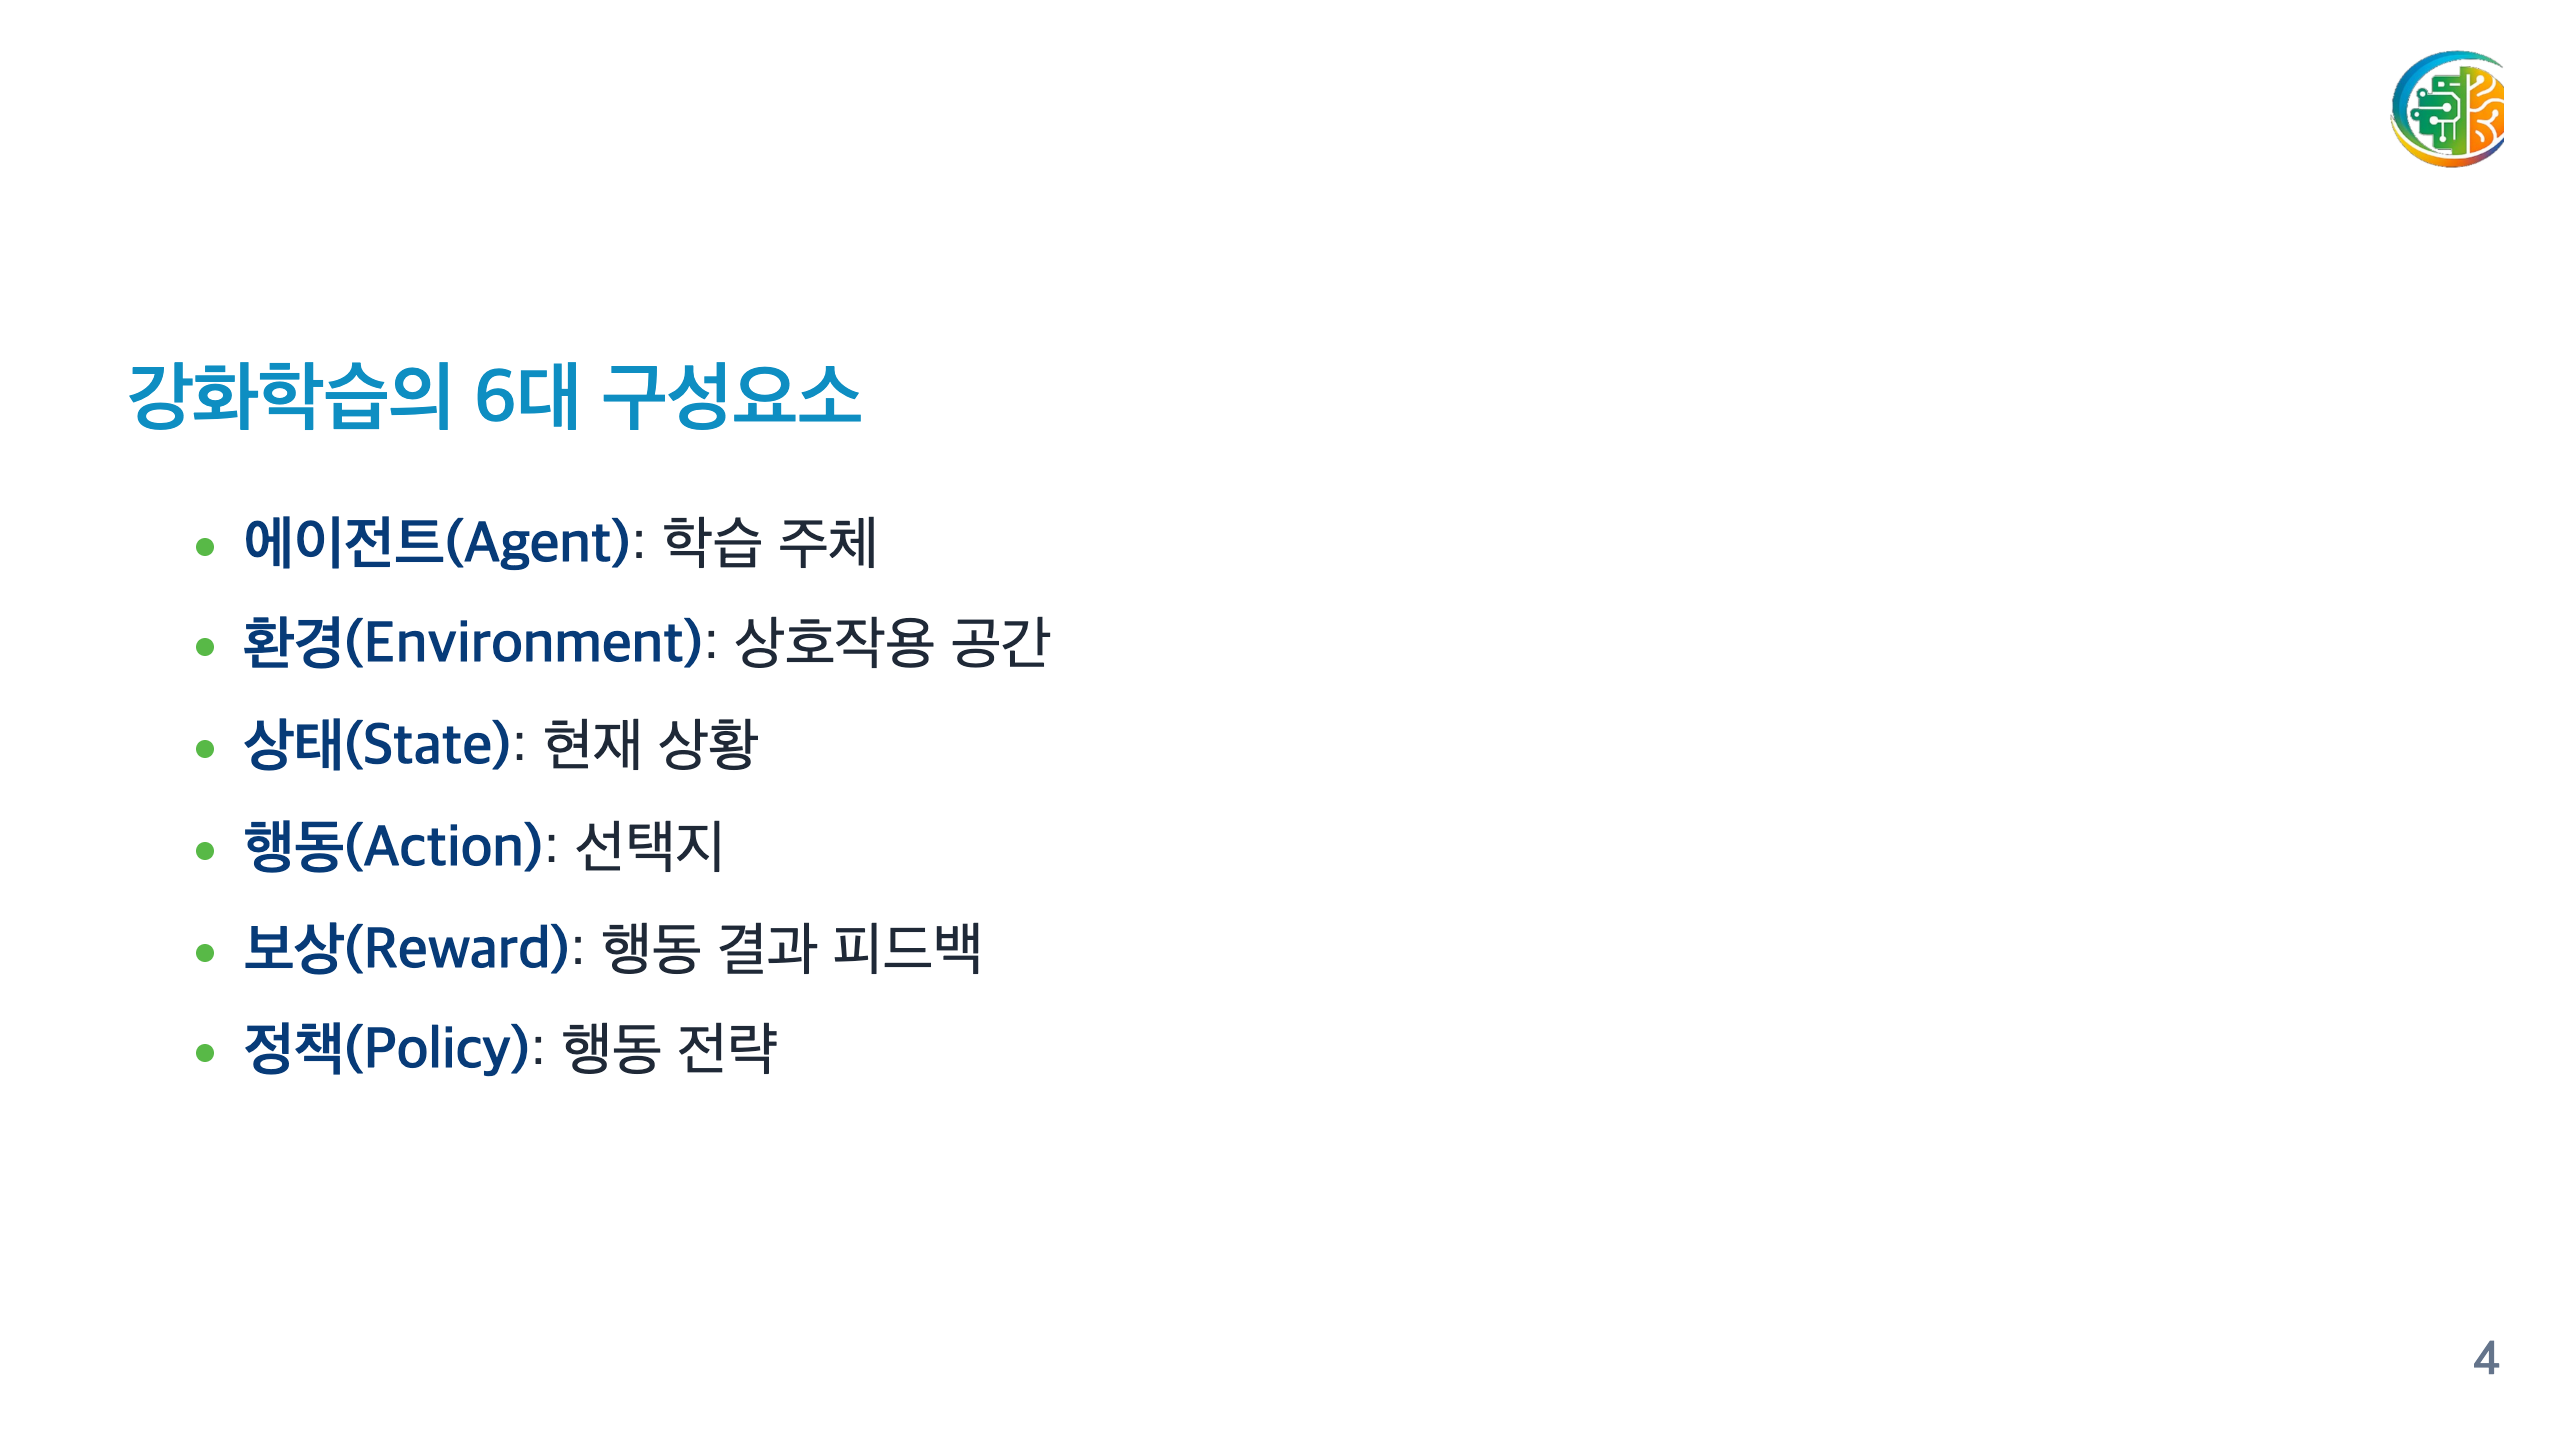 강화학습의 6대 구성요소
• 에이전트(Agent): 학습 주체
• 환경(Environment): 상호작용 공간
• 상태(State): 현재 상황
• 행동(Action): 선택지
• 보상(Reward): 행동 결과 피드백
• 정책(Policy): 행동 전략
4